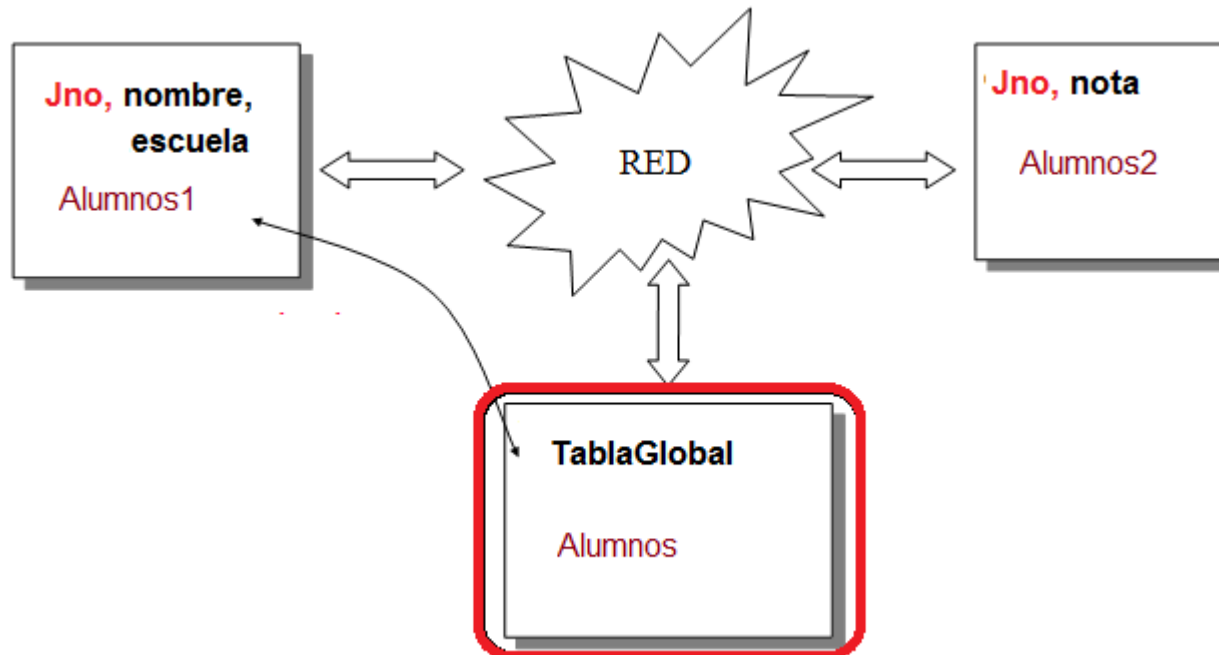 Jno, nombre,
escuela
Alumnos1
RED
Jno, nota
Alumnos2
TablaGlobal
Alumnos